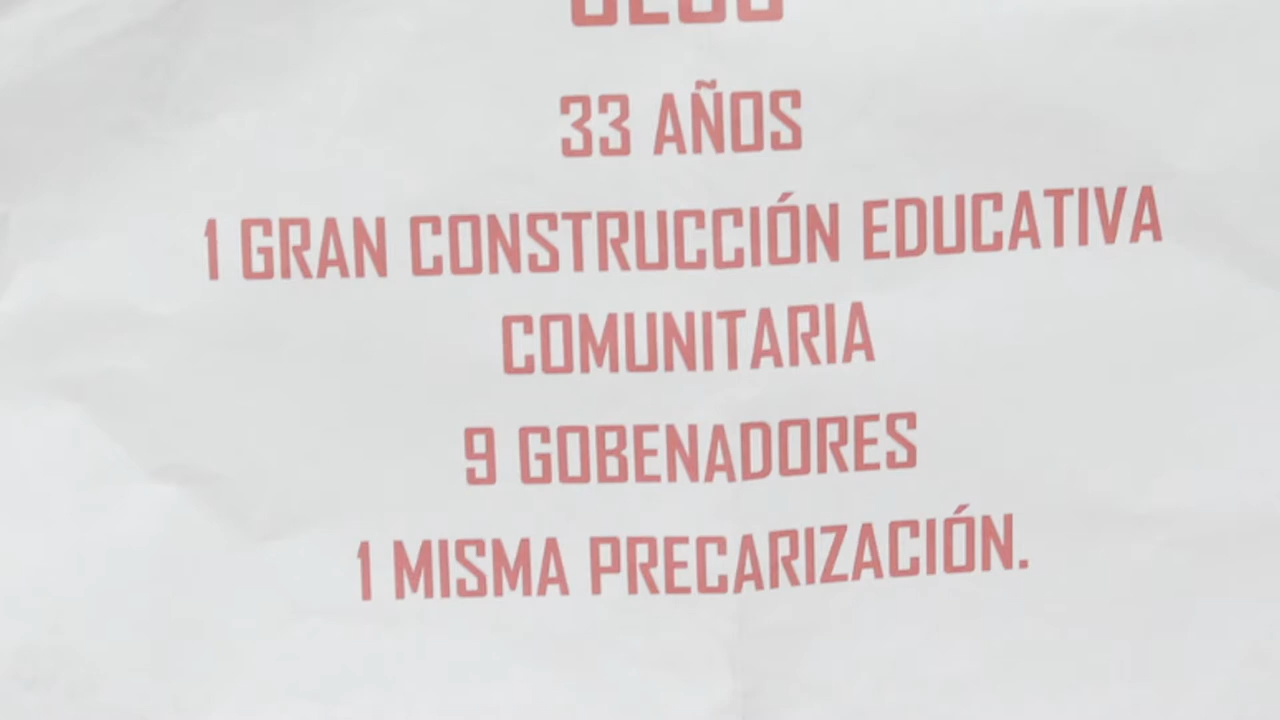 33 AÑOS
1 GRAN CONSTRUCCIÓN EDUCATIVA
COMUNITARIA
9 GOBENADORES
1 MISMA PRECARIZACIÓN.